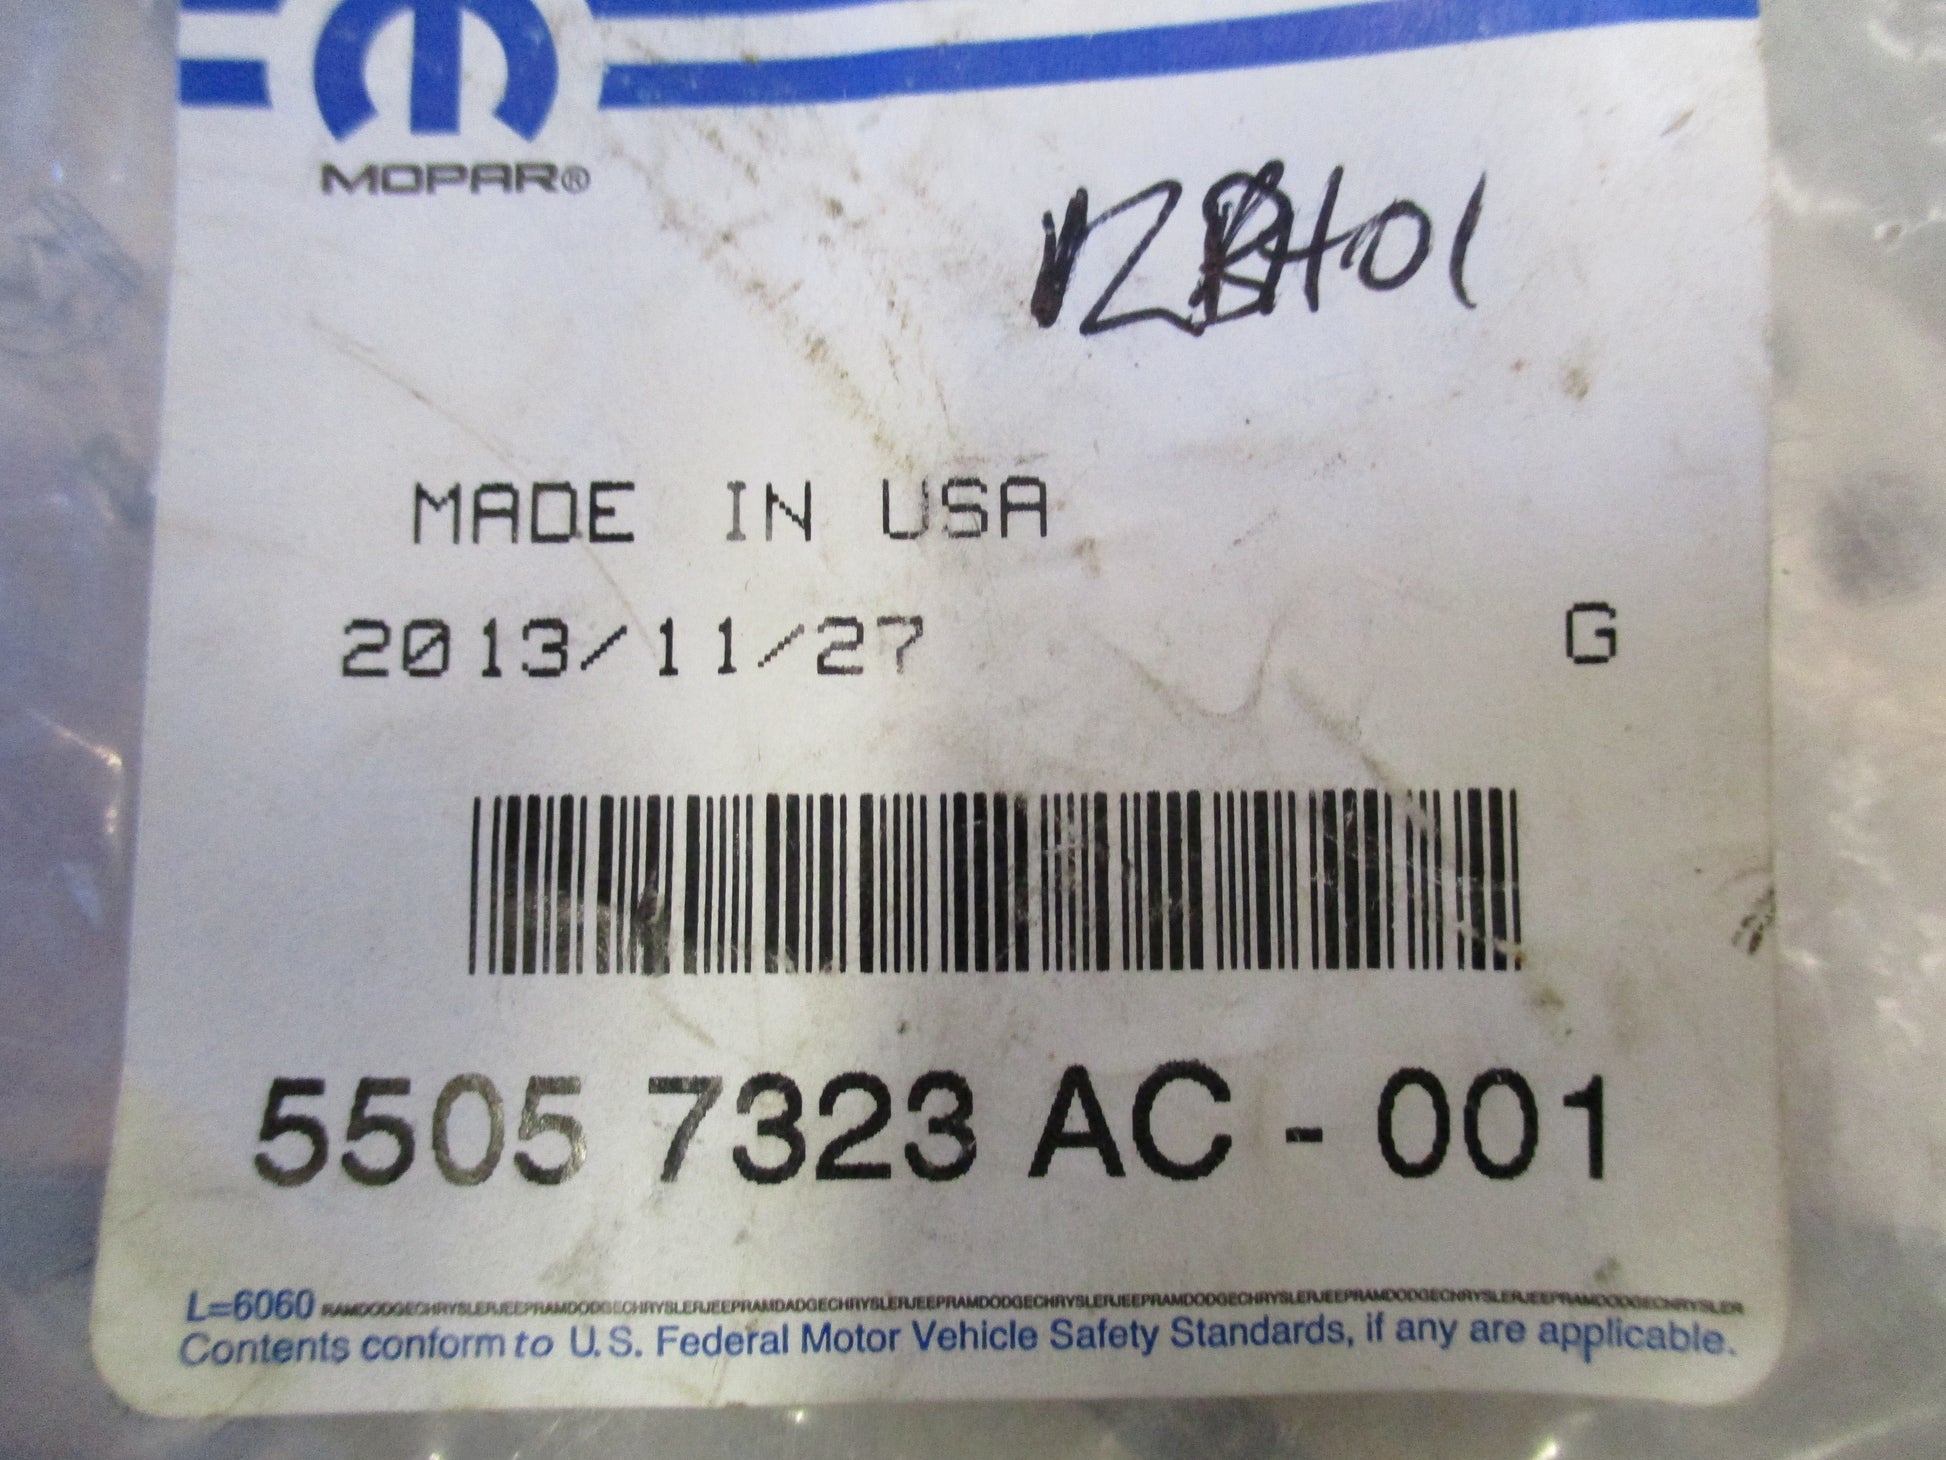 MOPAR®
MADE IN USA
2013/11/27 G
5505 7323 AC - 001
L=6060 RAMDODGECHRYSLERJEEPRAMDODGECHRYSLERJEEPRAMDADGECHRYSLERJEEPRAMDODGECHRYSLERJEEPRAMDODGECHRYSLERJEEPRAMDODGECHRYSLERJEEPRAMDODGECHRYSLER
Contents conform to U.S. Federal Motor Vehicle Safety Standards, if any are applicable.